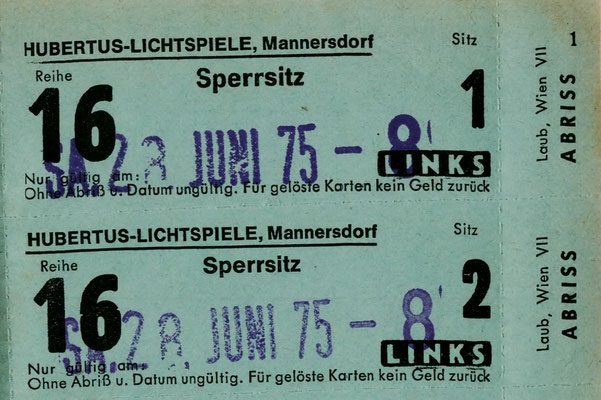 HUBERTUS-LICHTSPIELE, Mannersdorf Sitz
Reihe Sperrsitz
16 1
SA. 28. JUNI 75 - 8
LINKS
Nur gültig am:
Ohne Abriß u. Datum ungültig. Für gelöste Karten kein Geld zurück
1
Laub, Wien VII
ABRISS
HUBERTUS-LICHTSPIELE, Mannersdorf Sitz
Reihe Sperrsitz
16 2
SA. 28. JUNI 75 - 8
LINKS
Nur gültig am:
Ohne Abriß u. Datum ungültig. Für gelöste Karten kein Geld zurück
Laub, Wien VII
ABRISS